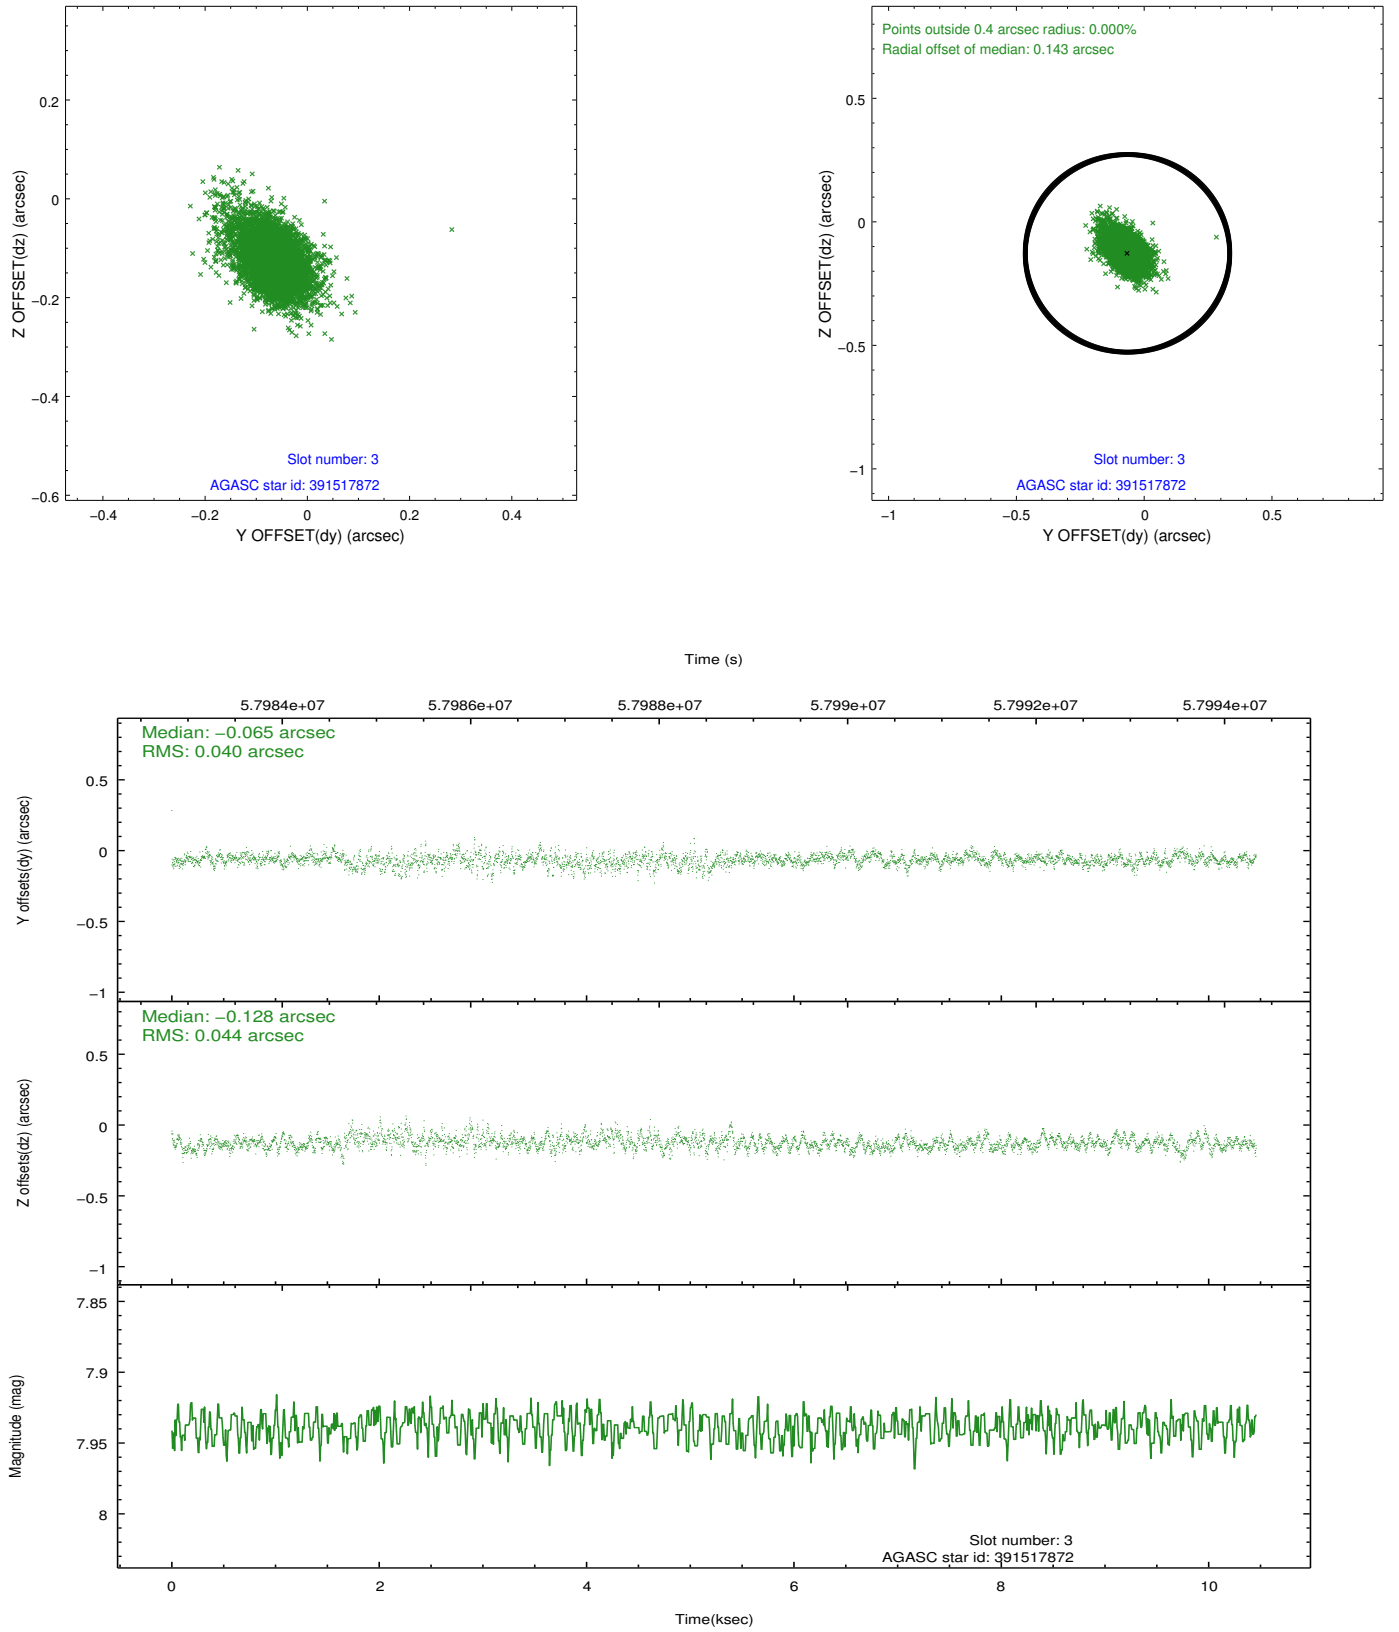 0.2
0
−0.2
−0.4
−0.6
Z OFFSET(dz) (arcsec)
Slot number: 3
AGASC star id: 391517872
−0.4
−0.2
0
0.2
0.4
Y OFFSET(dy) (arcsec)
Points outside 0.4 arcsec radius: 0.000%
Radial offset of median: 0.143 arcsec
0.5
0
−0.5
−1
Z OFFSET(dz) (arcsec)
Slot number: 3
AGASC star id: 391517872
−1
−0.5
0
0.5
Y OFFSET(dy) (arcsec)
Time (s)
5.7984e+07
5.7986e+07
5.7988e+07
5.799e+07
5.7992e+07
5.7994e+07
Median: −0.065 arcsec
RMS: 0.040 arcsec
0.5
0
−0.5
−1
Y offsets(dy) (arcsec)
Median: −0.128 arcsec
RMS: 0.044 arcsec
0.5
0
−0.5
−1
Z offsets(dz) (arcsec)
7.85
7.9
7.95
8
Magnitude (mag)
Slot number: 3
AGASC star id: 391517872
0
2
4
6
8
10
Time(ksec)